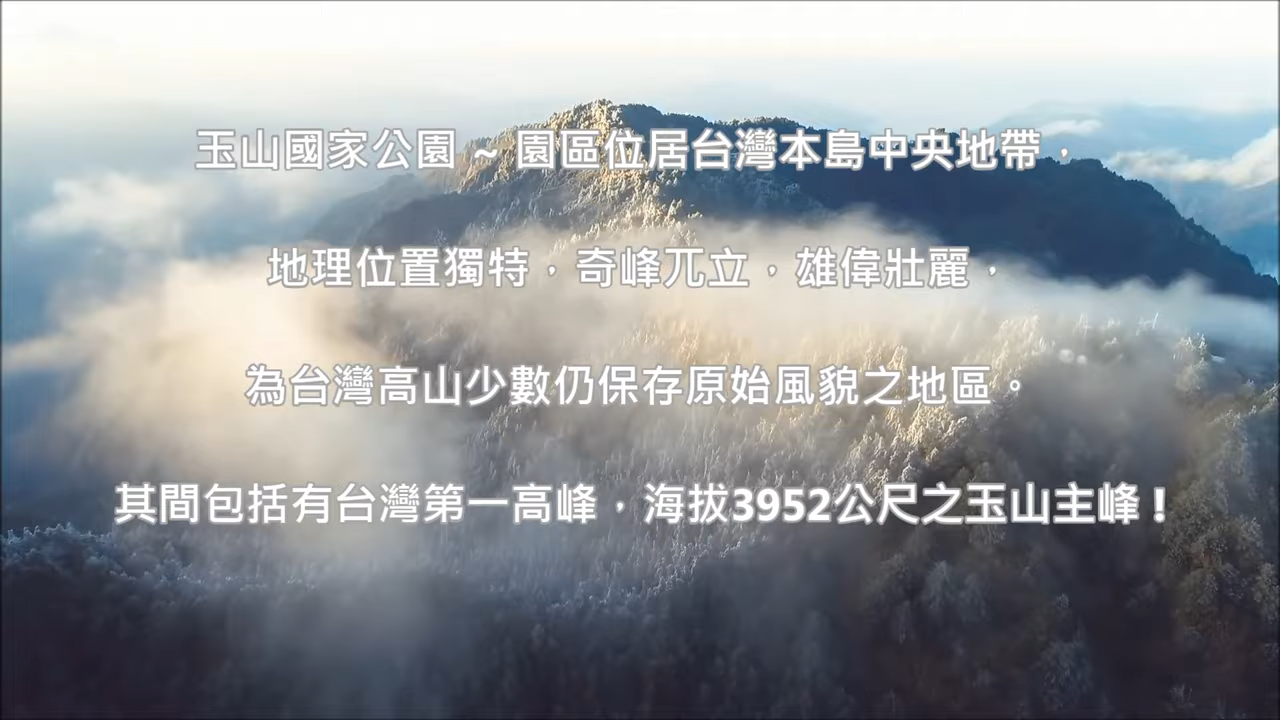 玉山國家公園 ~ 園區位居台灣本島中央地帶，
地理位置獨特，奇峰兀立，雄偉壯麗，
為台灣高山少數仍保存原始風貌之地區。
其間包括有台灣第一高峰，海拔3952公尺之玉山主峰！